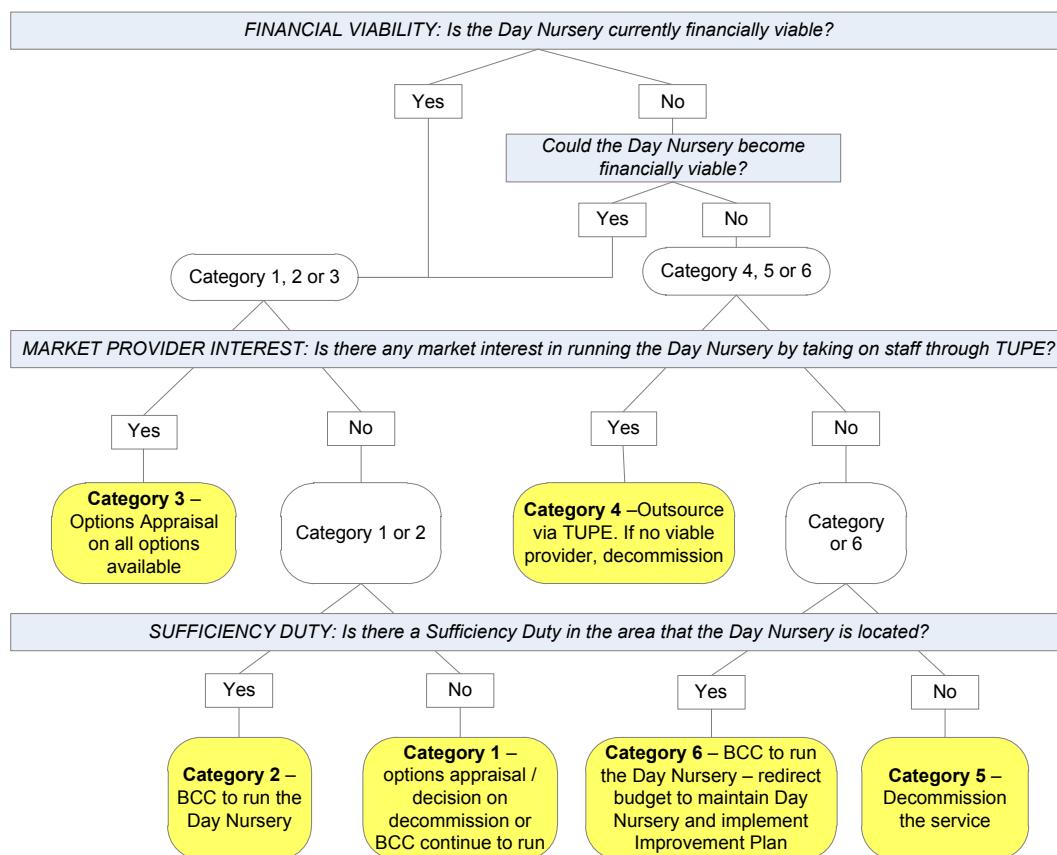 FINANCIAL VIABILITY: Is the Day Nursery currently financially viable?
Yes
No
Could the Day Nursery become
financially viable?
Yes
No
Category 1, 2 or 3
Category 4, 5 or 6
MARKET PROVIDER INTEREST: Is there any market interest in running the Day Nursery by taking on staff through TUPE?
Yes
No
Yes
No
Category 3 –
Options Appraisal
on all options
available
Category 1 or 2
Category 4 –Outsource
via TUPE. If no viable
provider, decommission
Category
or 6
SUFFICIENCY DUTY: Is there a Sufficiency Duty in the area that the Day Nursery is located?
Yes
No
Yes
No
Category 2 –
BCC to run the
Day Nursery
Category 1 –
options appraisal /
decision on
decommission or
BCC continue to run
Category 6 – BCC to run
the Day Nursery – redirect
budget to maintain Day
Nursery and implement
Improvement Plan
Category 5 –
Decommission
the service